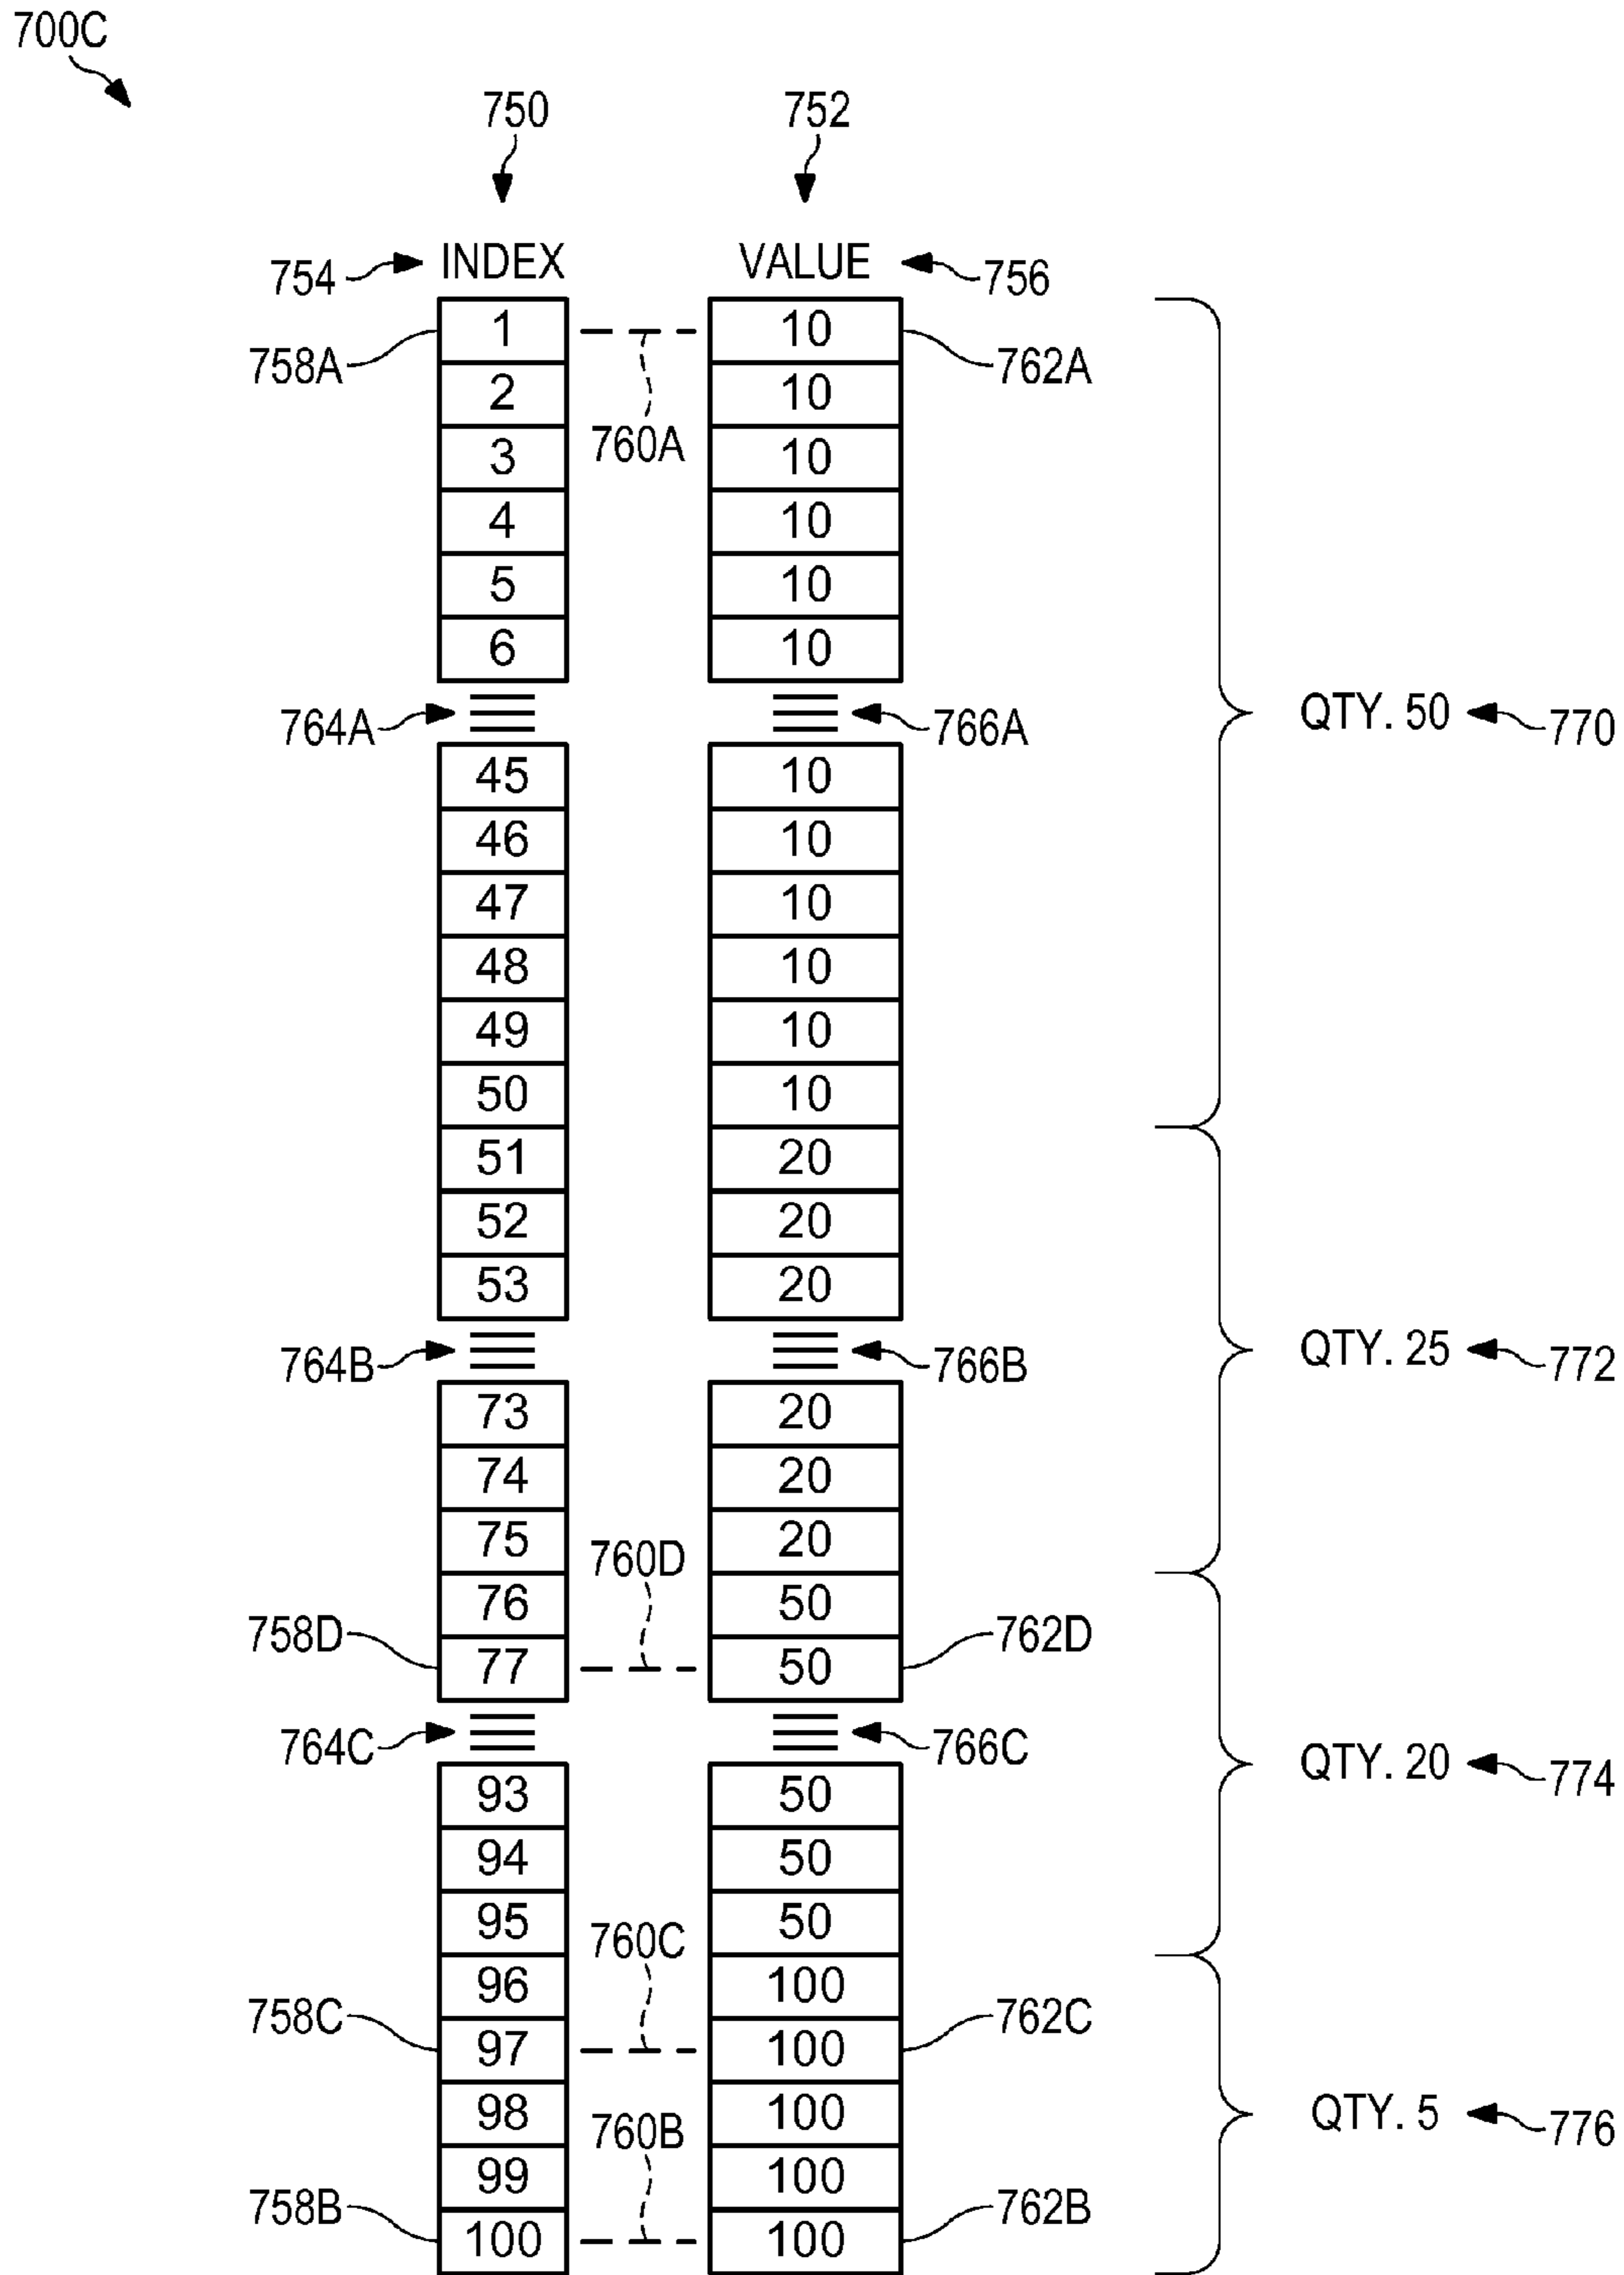 700C
750 752
754 INDEX VALUE 756
1 10
758A 762A
2 10
760A
3 10
4 10
5 10
6 10
764A 766A QTY. 50 770
45 10
46 10
47 10
48 10
49 10
50 10
51 20
52 20
53 20
764B 766B QTY. 25 772
73 20
74 20
75 20
760D
76 50
758D 762D
77 50
764C 766C
QTY. 20 774
93 50
94 50
95 50
760C
96 100
758C 762C
97 100
98 100 QTY. 5 776
760B
99 100
758B 762B
100 100